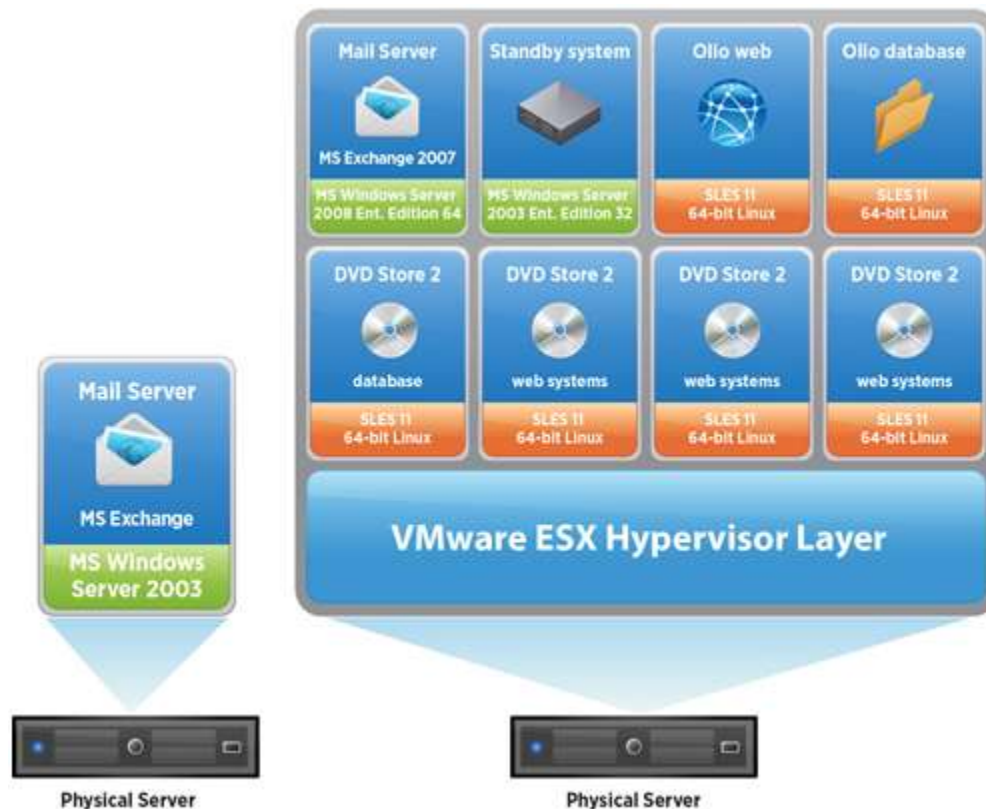 Mail Server
MS Exchange 2007
MS Windows Server
2008 Ent. Edition 64
Standby system
MS Windows Server
2003 Ent. Edition 32
Olio web
SLES 11
64-bit Linux
Olio database
SLES 11
64-bit Linux
DVD Store 2
database
SLES 11
64-bit Linux
DVD Store 2
web systems
SLES 11
64-bit Linux
DVD Store 2
web systems
SLES 11
64-bit Linux
DVD Store 2
web systems
SLES 11
64-bit Linux
Mail Server
MS Exchange
MS Windows
Server 2003
VMware ESX Hypervisor Layer
Physical Server
Physical Server